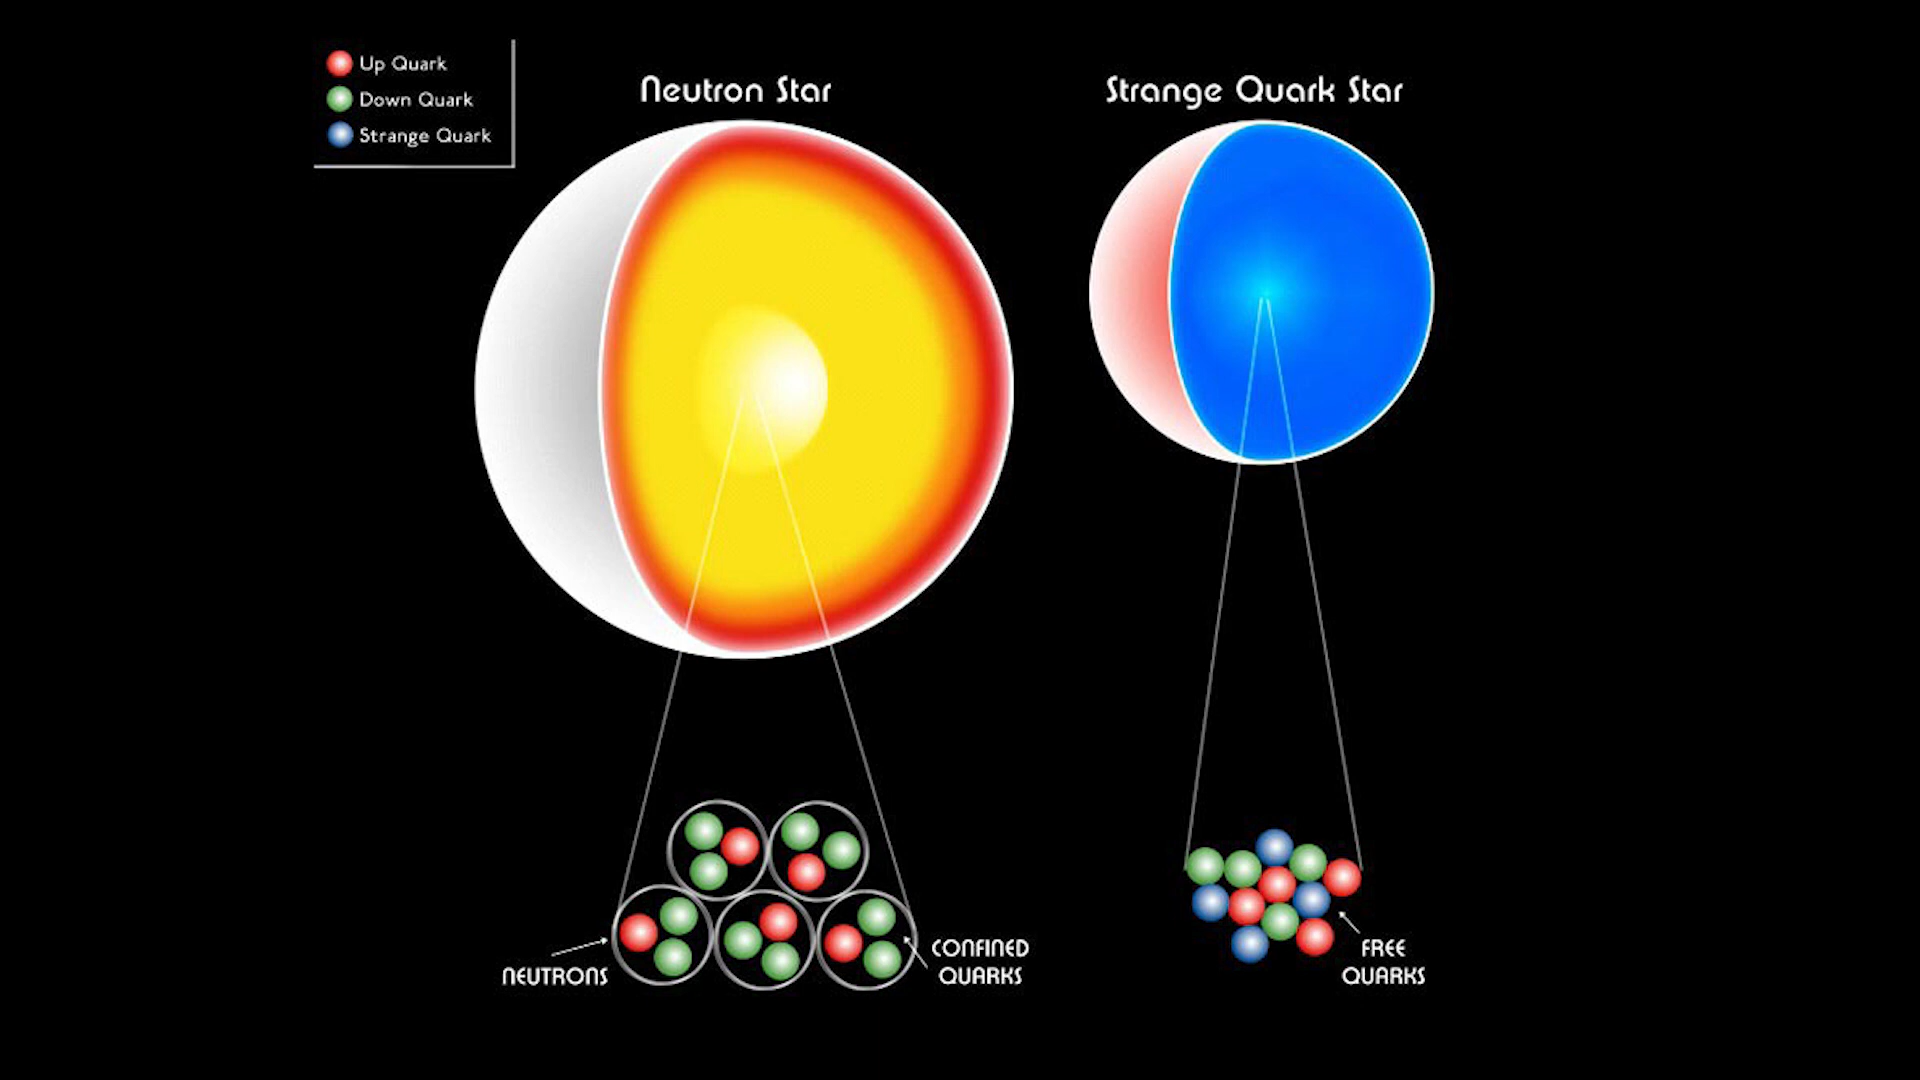 Up Quark
Down Quark
Strange Quark
Neutron Star
Strange Quark Star
NEUTRONS
CONFINED
QUARKS
FREE
QUARKS